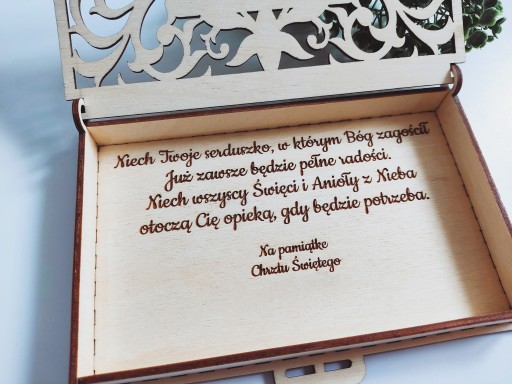 Niech Twoje serduszko, w którym Bóg zagościł
Już zawsze będzie pełne radości.
Niech wszyscy Święci i Anioły z Nieba
otoczą Cię opieką, gdy będzie potrzeba.
Na pamiątkę
Chrztu Świętego